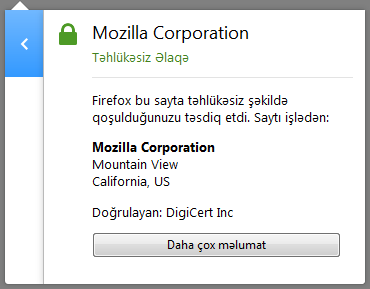 Mozilla Corporation
Təhlükəsiz Əlaqə
Firefox bu sayta təhlükəsiz şəkildə
qoşulduğunuzu təsdiq etdi. Saytı işlədən:
Mozilla Corporation
Mountain View
California, US
Doğrulayan: DigiCert Inc
Daha çox məlumat